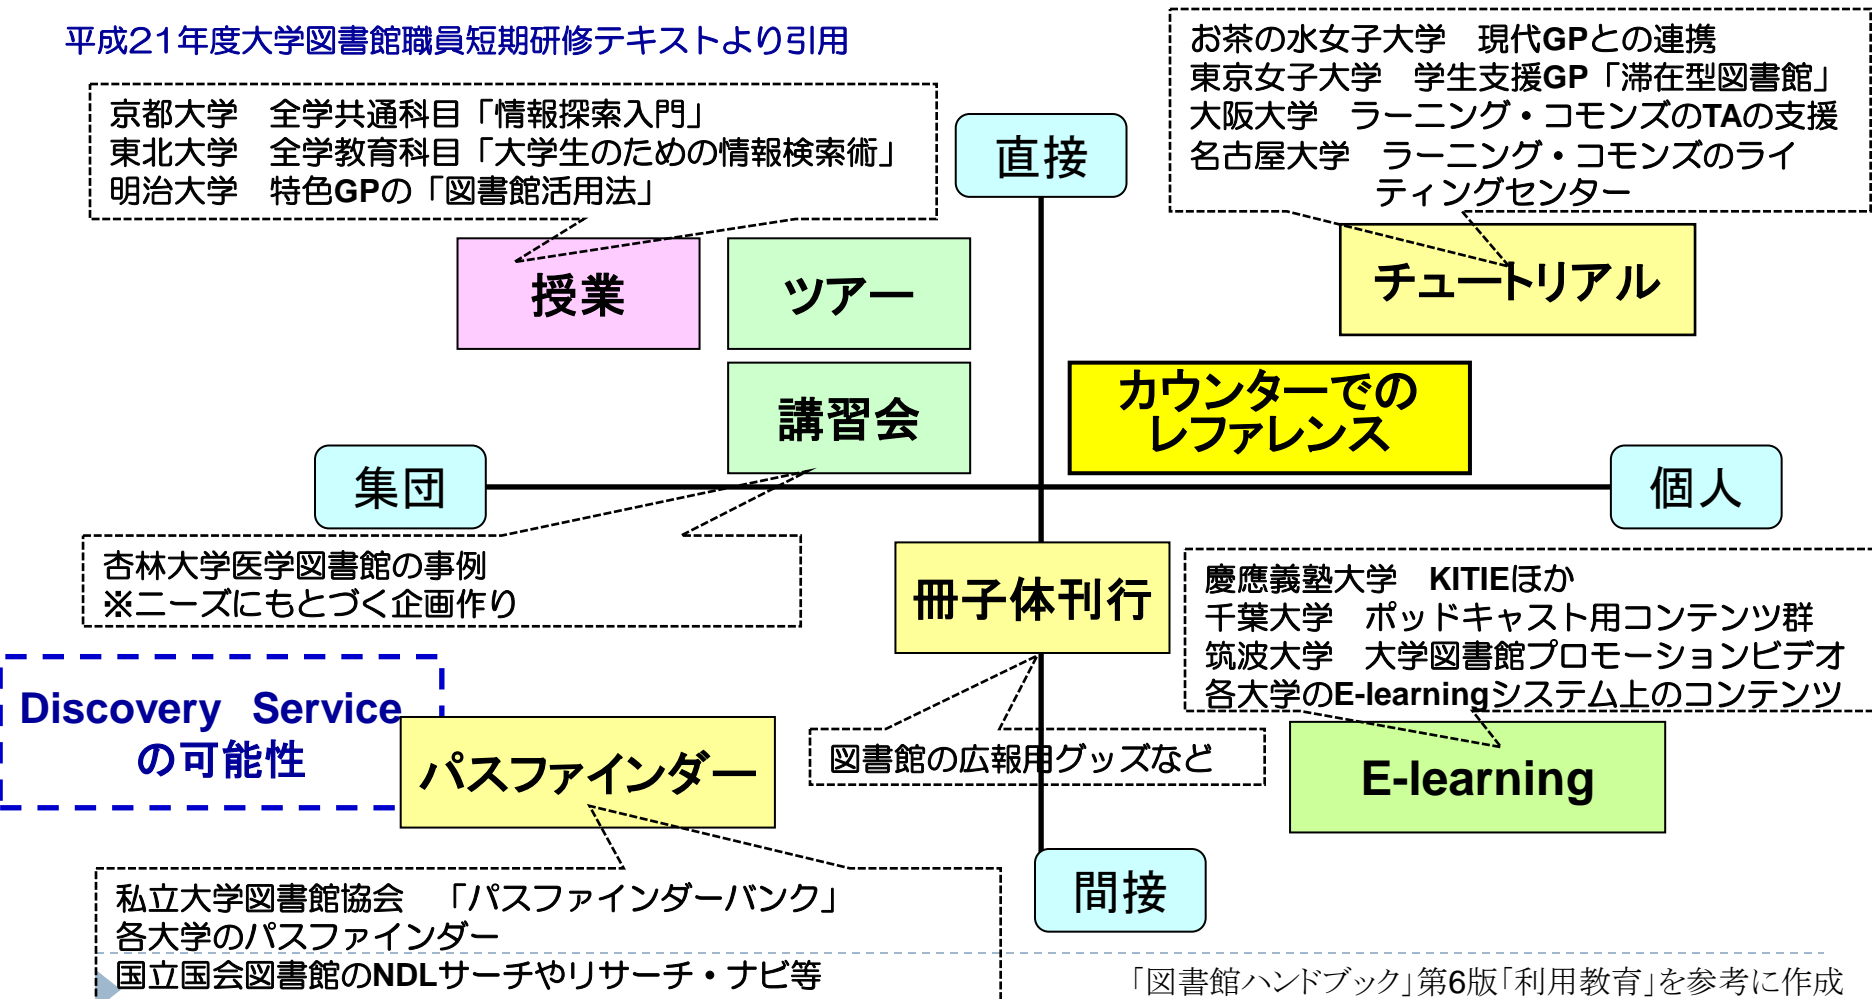 平成21年度大学図書館職員短期研修テキストより引用
京都大学　全学共通科目「情報探索入門」
東北大学　全学教育科目「大学生のための情報検索術」
明治大学　特色GPの「図書館活用法」
直接
お茶の水女子大学　現代GPとの連携
東京女子大学　学生支援GP「滞在型図書館」
大阪大学　ラーニング・コモンズのTAの支援
名古屋大学　ラーニング・コモンズのライ
ティングセンター
授業
ツアー
チュートリアル
講習会
カウンターでの
レファレンス
集団
個人
杏林大学医学図書館の事例
※ニーズにもとづく企画作り
冊子体刊行
慶應義塾大学　KITIEほか
千葉大学　ポッドキャスト用コンテンツ群
筑波大学　大学図書館プロモーションビデオ
各大学のE-learningシステム上のコンテンツ
Discovery Service
の可能性
パスファインダー
図書館の広報用グッズなど
E-learning
間接
私立大学図書館協会　「パスファインダーバンク」
各大学のパスファインダー
国立国会図書館のNDLサーチやリサーチ・ナビ等
「図書館ハンドブック」第6版「利用教育」を参考に作成